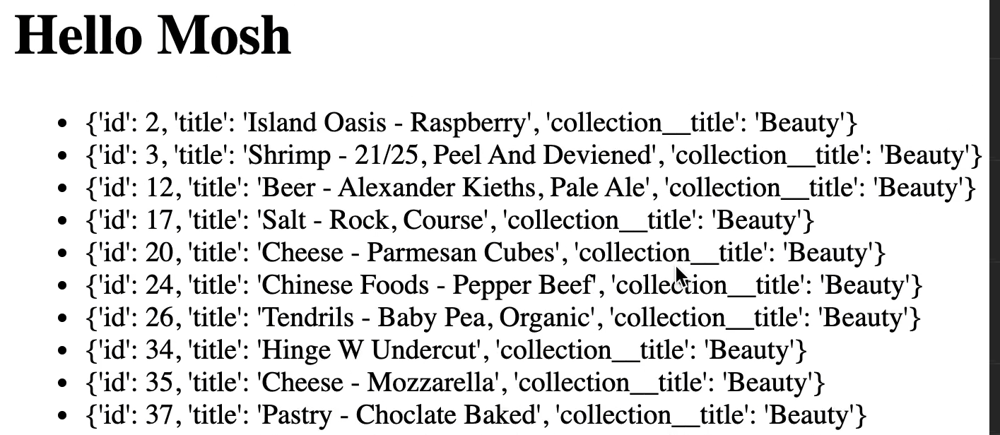 Hello Mosh
{'id': 2, 'title': 'Island Oasis - Raspberry', 'collection__title': 'Beauty'}
{'id': 3, 'title': 'Shrimp - 21/25, Peel And Deviened', 'collection__title': 'Beauty'}
{'id': 12, 'title': 'Beer - Alexander Kieths, Pale Ale', 'collection__title': 'Beauty'}
{'id': 17, 'title': 'Salt - Rock, Course', 'collection__title': 'Beauty'}
{'id': 20, 'title': 'Cheese - Parmesan Cubes', 'collection__title': 'Beauty'}
{'id': 24, 'title': 'Chinese Foods - Pepper Beef', 'collection__title': 'Beauty'}
{'id': 26, 'title': 'Tendrils - Baby Pea, Organic', 'collection__title': 'Beauty'}
{'id': 34, 'title': 'Hinge W Undercut', 'collection__title': 'Beauty'}
{'id': 35, 'title': 'Cheese - Mozzarella', 'collection__title': 'Beauty'}
{'id': 37, 'title': 'Pastry - Choclate Baked', 'collection__title': 'Beauty'}